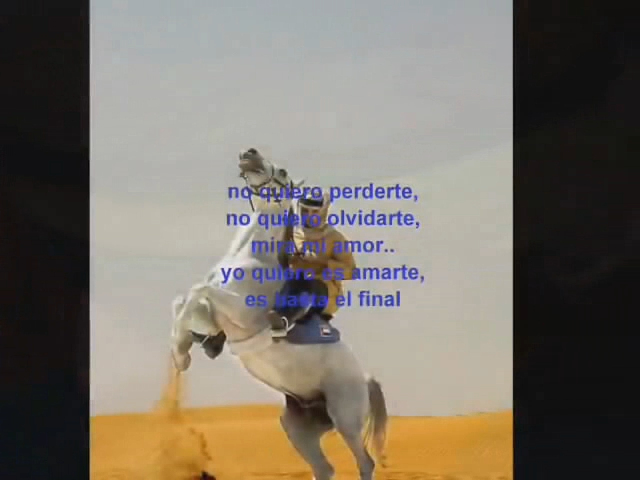 no quiero perderte,
no quiero olvidarte,
mira mi amor..
yo quiero es amarte,
es hasta el final